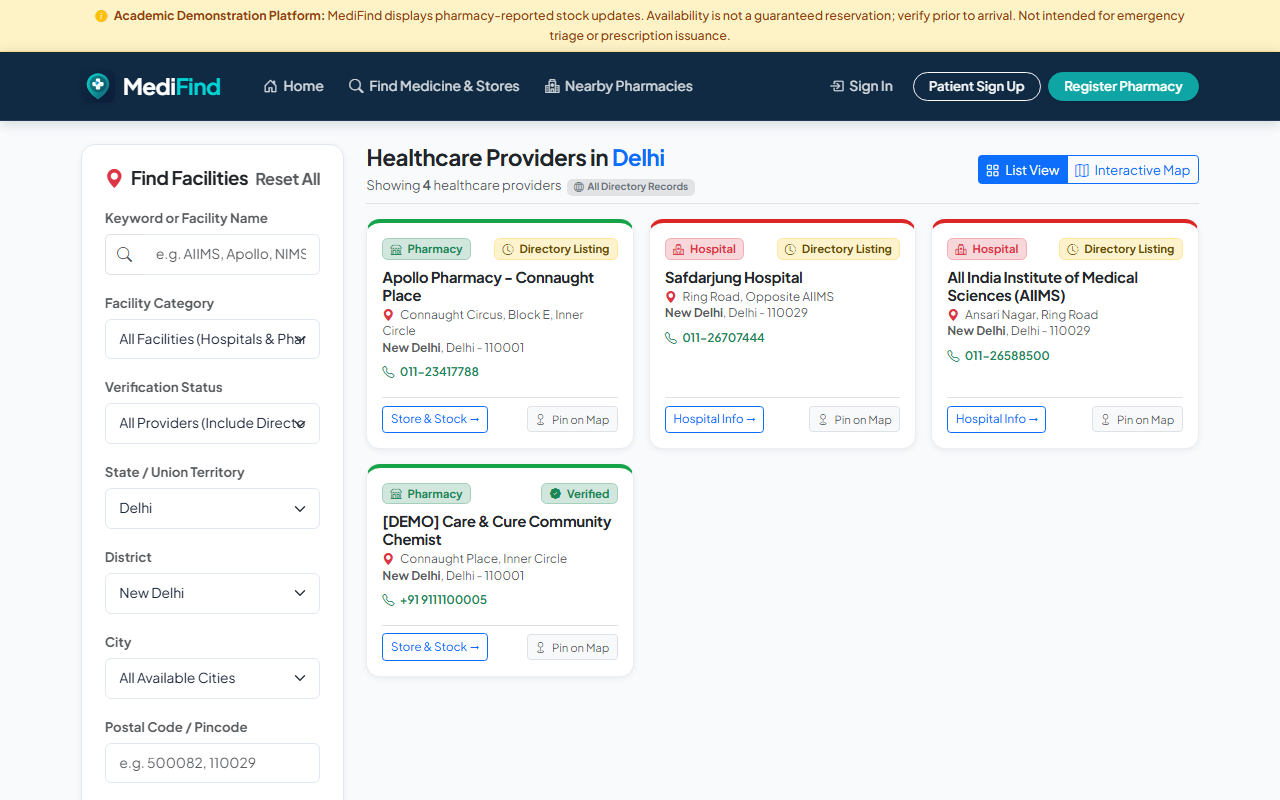 Academic Demonstration Platform: MediFind displays pharmacy-reported stock updates. Availability is not a guaranteed reservation; verify prior to arrival. Not intended for emergency
triage or prescription issuance.
MediFind
Home
Find Medicine & Stores
Nearby Pharmacies
Sign In
Patient Sign Up
Register Pharmacy
Find Facilities
Reset All
Keyword or Facility Name
e.g. AIIMS, Apollo, NIMS
Facility Category
All Facilities (Hospitals & Phar
Verification Status
All Providers (Include Directo
State / Union Territory
Delhi
District
New Delhi
City
All Available Cities
Postal Code / Pincode
e.g. 500082, 110029
Healthcare Providers in Delhi
Showing 4 healthcare providers
All Directory Records
List View
Interactive Map
Pharmacy
Directory Listing
Apollo Pharmacy - Connaught
Place
Connaught Circus, Block E, Inner
Circle
New Delhi, Delhi - 110001
011-23417788
Store & Stock →
Pin on Map
Hospital
Directory Listing
Safdarjung Hospital
Ring Road, Opposite AIIMS
New Delhi, Delhi - 110029
011-26707444
Hospital Info →
Pin on Map
Hospital
Directory Listing
All India Institute of Medical
Sciences (AIIMS)
Ansari Nagar, Ring Road
New Delhi, Delhi - 110029
011-26588500
Hospital Info →
Pin on Map
Pharmacy
Verified
[DEMO] Care & Cure Community
Chemist
Connaught Place, Inner Circle
New Delhi, Delhi - 110001
+91 9111100005
Store & Stock →
Pin on Map